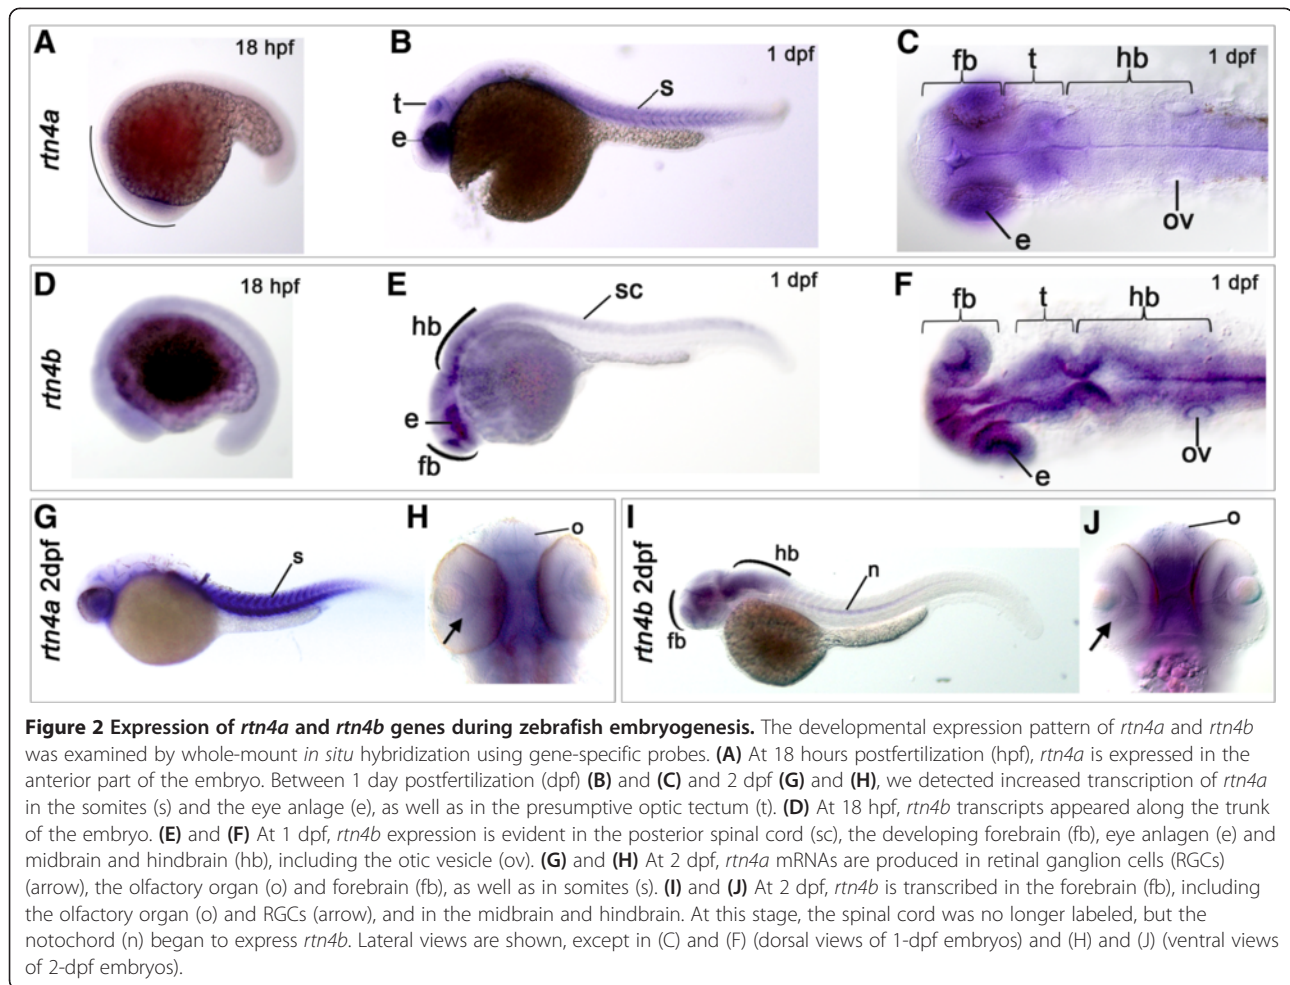 A
18 hpf
B
1 dpf
C
1 dpf
fb
t
hb
rtn4a
t
e
s
e
ov
D
18 hpf
E
1 dpf
F
1 dpf
rtn4b
hb
sc
e
fb
fb
t
hb
e
ov
G
H
I
J
rtn4a 2dpf
s
o
rtn4b 2dpf
fb
hb
n
o
Figure 2 Expression of rtn4a and rtn4b genes during zebrafish embryogenesis. The developmental expression pattern of rtn4a and rtn4b
was examined by whole-mount in situ hybridization using gene-specific probes. (A) At 18 hours postfertilization (hpf), rtn4a is expressed in the
anterior part of the embryo. Between 1 day postfertilization (dpf) (B) and (C) and 2 dpf (G) and (H), we detected increased transcription of rtn4a
in the somites (s) and the eye anlage (e), as well as in the presumptive optic tectum (t). (D) At 18 hpf, rtn4b transcripts appeared along the trunk
of the embryo. (E) and (F) At 1 dpf, rtn4b expression is evident in the posterior spinal cord (sc), the developing forebrain (fb), eye anlagen (e) and
midbrain and hindbrain (hb), including the otic vesicle (ov). (G) and (H) At 2 dpf, rtn4a mRNAs are produced in retinal ganglion cells (RGCs)
(arrow), the olfactory organ (o) and forebrain (fb), as well as in somites (s). (I) and (J) At 2 dpf, rtn4b is transcribed in the forebrain (fb), including
the olfactory organ (o) and RGCs (arrow), and in the midbrain and hindbrain. At this stage, the spinal cord was no longer labeled, but the
notochord (n) began to express rtn4b. Lateral views are shown, except in (C) and (F) (dorsal views of 1-dpf embryos) and (H) and (J) (ventral views
of 2-dpf embryos).